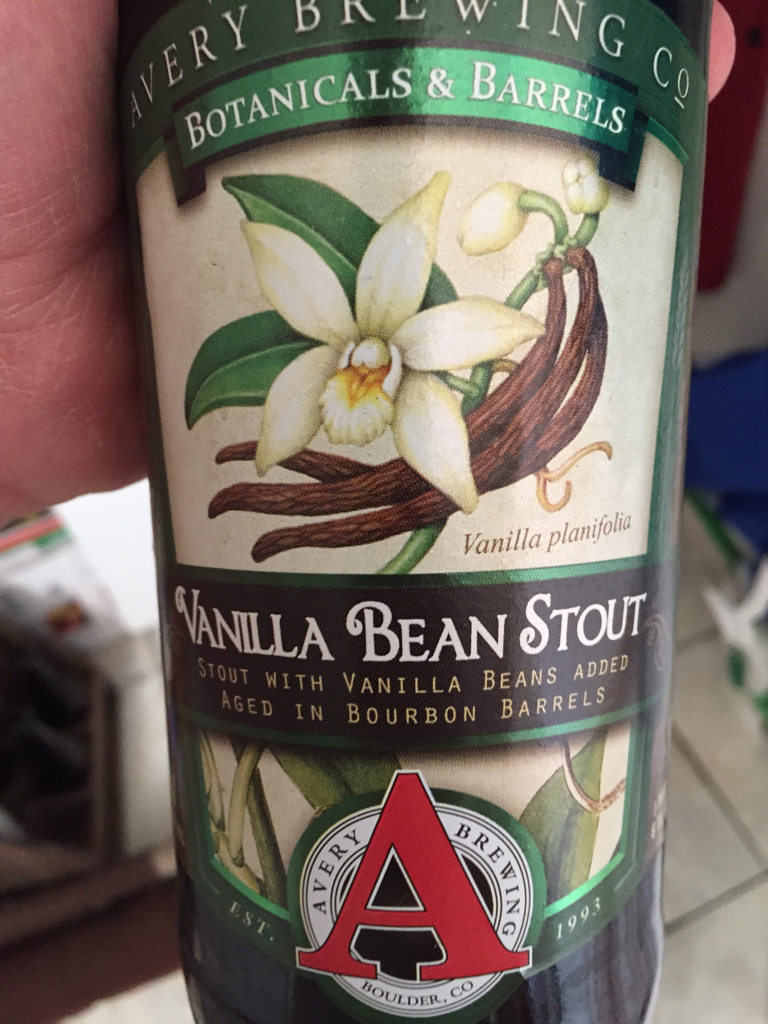 AVERY BREWING CO
BOTANICALS & BARRELS
Vanilla planifolia
VANILLA BEAN STOUT
STOUT WITH VANILLA BEANS ADDED
AGED IN BOURBON BARRELS
AVERY BREWING
A
EST. 1993
BOULDER, CO